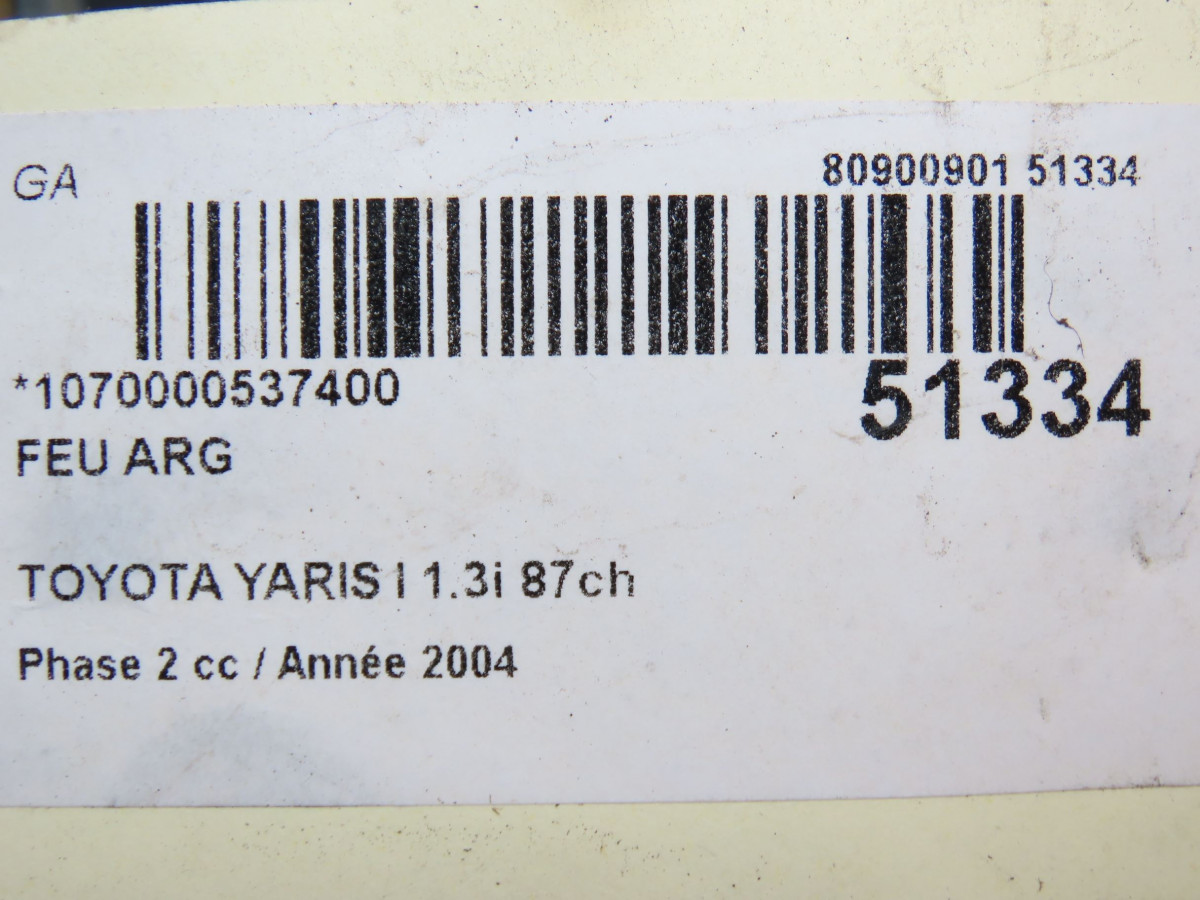 GA
80900901 51334
*1070000537400
51334
FEU ARG
TOYOTA YARIS I 1.3i 87ch
Phase 2 cc / Année 2004